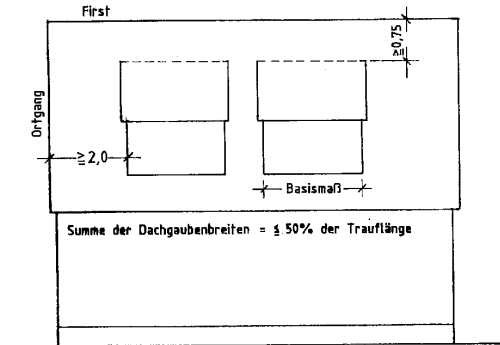 First
≥0,75
Ortgang
≥2,0
Basismaß
Summe der Dachgaubenbreiten = ≤ 50% der Trauflänge